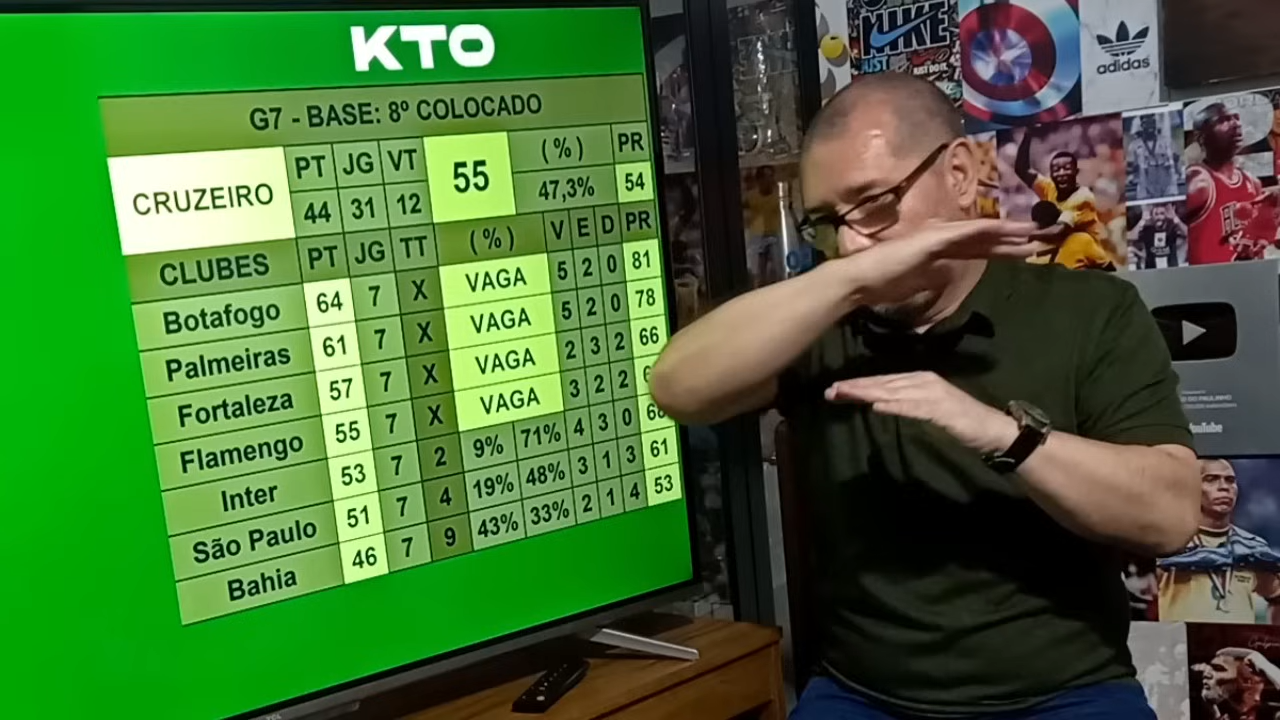 KTO
G7 - BASE: 8º COLOCADO
CRUZEIRO PT JG VT 55 (%) PR
44 31 12 47,3% 54
CLUBES PT JG TT (%) V E D PR
Botafogo 64 7 X VAGA 5 2 0 81
Palmeiras 61 7 X VAGA 5 2 0 78
Fortaleza 57 7 X VAGA 2 3 2 66
Flamengo 55 7 X VAGA 3 2 2
Inter 53 7 2 9% 71% 4 3 0
São Paulo 51 7 4 19% 48% 3 1 3 61
Bahia 46 7 9 43% 33% 2 1 4 53
NIKE
JUST DO IT.
adidas
YouTube